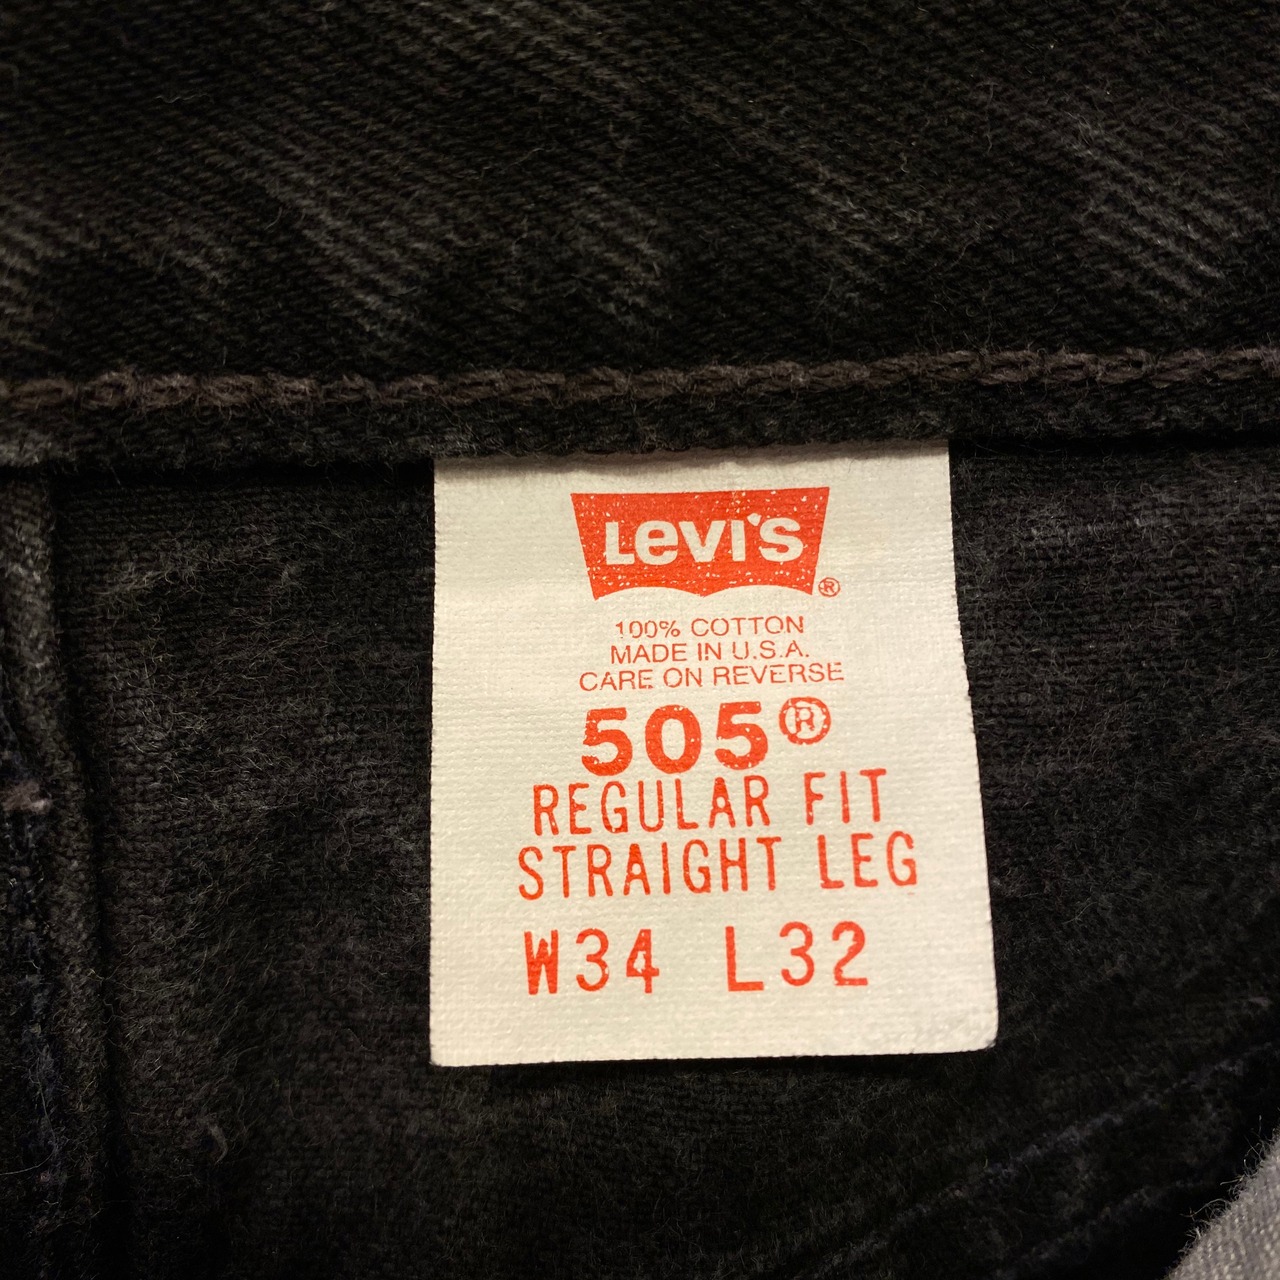 LEVI'S ®
100% COTTON
MADE IN U.S.A.
CARE ON REVERSE
505®
REGULAR FIT
STRAIGHT LEG
W34 L32